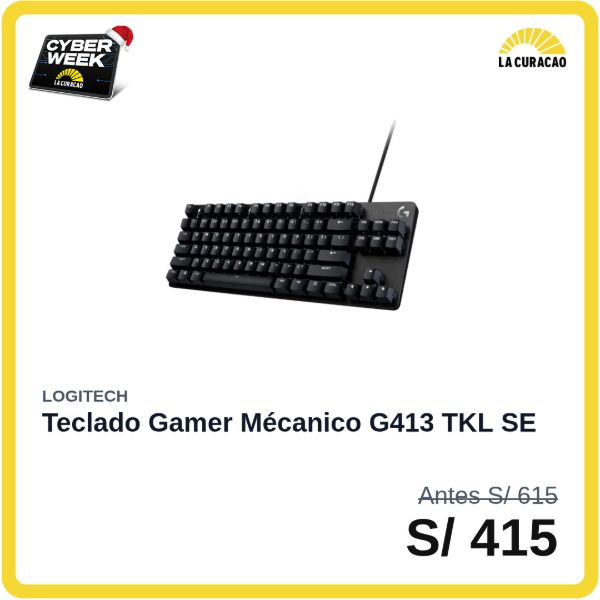 CYBER
WEEK
LA CURACAO
LA CURACAO
LOGITECH
Teclado Gamer Mécanico G413 TKL SE
Antes S/ 615
S/ 415